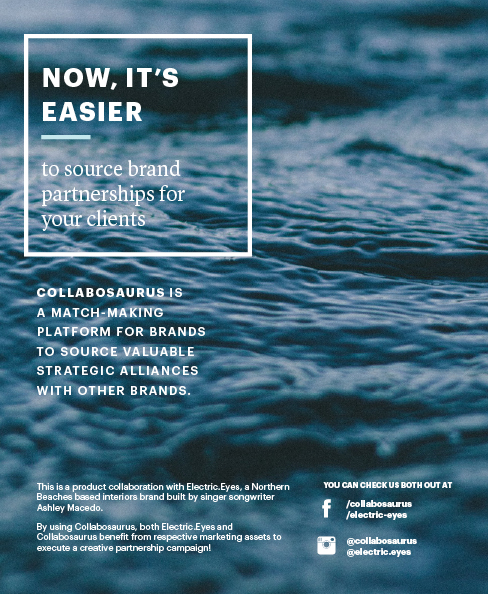 NOW, IT'S
EASIER
to source brand
partnerships for
your clients
COLLABOSAURUS IS
A MATCH-MAKING
PLATFORM FOR BRANDS
TO SOURCE VALUABLE
STRATEGIC ALLIANCES
WITH OTHER BRANDS.
This is a product collaboration with Electric.Eyes, a Northern
Beaches based interiors brand built by singer songwriter
Ashley Macedo.
By using Collabosaurus, both Electric.Eyes and
Collabosaurus benefit from respective marketing assets to
execute a creative partnership campaign!
YOU CAN CHECK US BOTH OUT AT
/collabosaurus
/electric-eyes
@collabosaurus
@electric.eyes